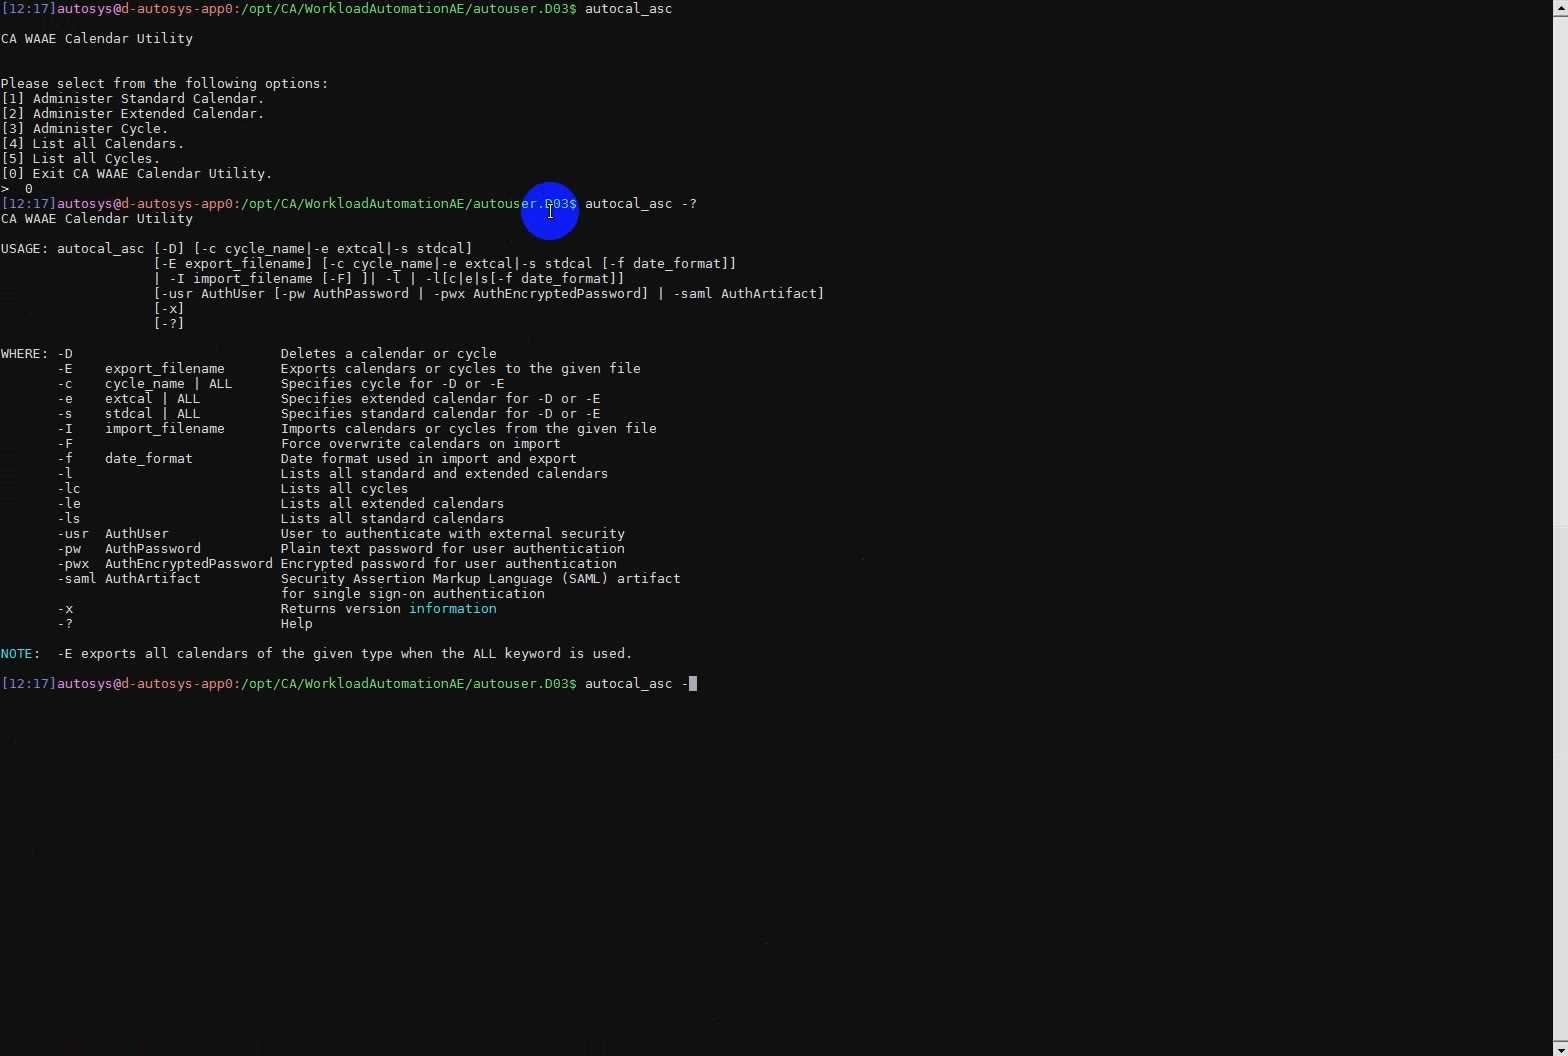 [12:17]autosys@d-autosys-app0:/opt/CA/WorkloadAutomationAE/autouser.D03$ autocal_asc
CA WAAE Calendar Utility
Please select from the following options:
[1] Administer Standard Calendar.
[2] Administer Extended Calendar.
[3] Administer Cycle.
[4] List all Calendars.
[5] List all Cycles.
[0] Exit CA WAAE Calendar Utility.
>  0
[12:17]autosys@d-autosys-app0:/opt/CA/WorkloadAutomationAE/autouser.D03$ autocal_asc -?
CA WAAE Calendar Utility
USAGE: autocal_asc [-D] [-c cycle_name|-e extcal|-s stdcal]
                   [-E export_filename] [-c cycle_name|-e extcal|-s stdcal [-f date_format]]
                   | -I import_filename [-F] ]| -l | -l[c|e|s[-f date_format]]
                   [-usr AuthUser [-pw AuthPassword | -pwx AuthEncryptedPassword] | -saml AuthArtifact]
                   [-x]
                   [-?]
WHERE: -D                          Deletes a calendar or cycle
       -E    export_filename       Exports calendars or cycles to the given file
       -c    cycle_name | ALL      Specifies cycle for -D or -E
       -e    extcal | ALL          Specifies extended calendar for -D or -E
       -s    stdcal | ALL          Specifies standard calendar for -D or -E
       -I    import_filename       Imports calendars or cycles from the given file
       -F                          Force overwrite calendars on import
       -f    date_format           Date format used in import and export
       -l                          Lists all standard and extended calendars
       -lc                         Lists all cycles
       -le                         Lists all extended calendars
       -ls                         Lists all standard calendars
       -usr  AuthUser              User to authenticate with external security
       -pw   AuthPassword          Plain text password for user authentication
       -pwx  AuthEncryptedPassword Encrypted password for user authentication
       -saml AuthArtifact          Security Assertion Markup Language (SAML) artifact
                                   for single sign-on authentication
       -x                          Returns version information
       -?                          Help
NOTE:  -E exports all calendars of the given type when the ALL keyword is used.
[12:17]autosys@d-autosys-app0:/opt/CA/WorkloadAutomationAE/autouser.D03$ autocal_asc -